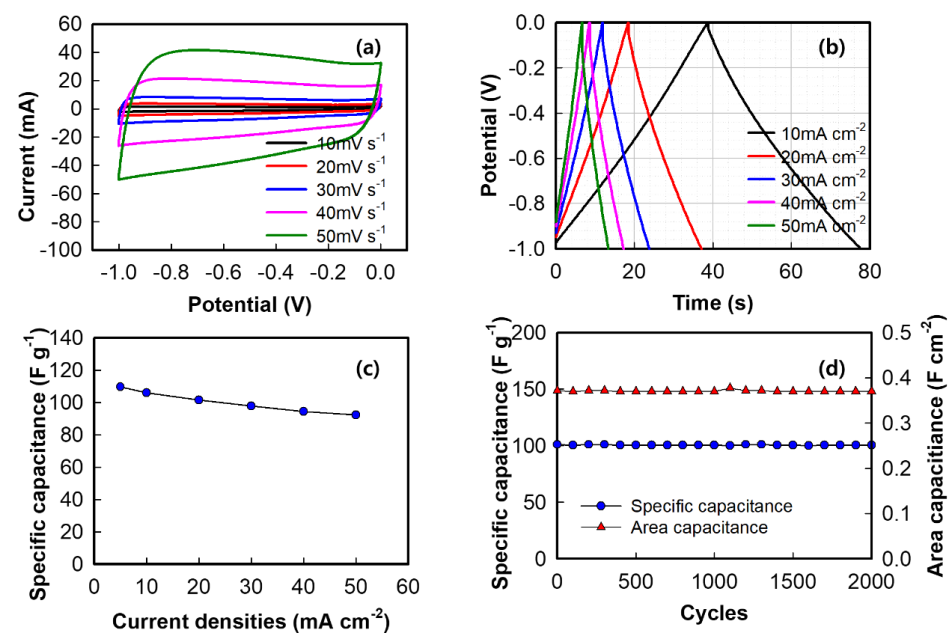 (a)
60
40
20
0
-20
-40
-60
-80
-100
Current (mA)
-1.0 -0.8 -0.6 -0.4 -0.2 0.0
Potential (V)
10mV s⁻¹
20mV s⁻¹
30mV s⁻¹
40mV s⁻¹
50mV s⁻¹
(b)
0.0
-0.2
-0.4
-0.6
-0.8
-1.0
Potential (V)
0 20 40 60 80
Time (s)
10mA cm⁻²
20mA cm⁻²
30mA cm⁻²
40mA cm⁻²
50mA cm⁻²
(c)
140
120
100
80
60
40
20
0
Specific capacitance (F g⁻¹)
0 10 20 30 40 50 60
Current densities (mA cm⁻²)
(d)
200
150
100
50
0
Specific capacitance (F g⁻¹)
0.5
0.4
0.3
0.2
0.1
0.0
Area capacitiance (F cm⁻²)
0 500 1000 1500 2000
Cycles
Specific capacitance
Area capacitance